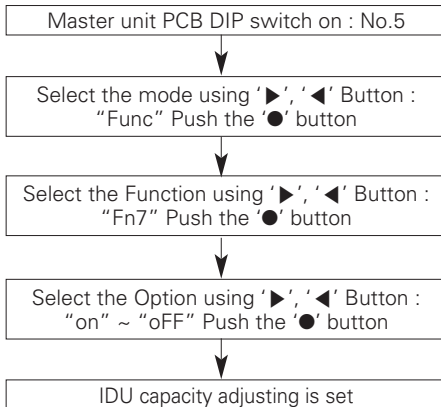 Master unit PCB DIP switch on : No.5
Select the mode using ‘▶’, ‘◀’ Button :
“Func” Push the ‘●’ button
Select the Function using ‘▶’, ‘◀’ Button :
“Fn7” Push the ‘●’ button
Select the Option using ‘▶’, ‘◀’ Button :
“on” ~ “oFF” Push the ‘●’ button
IDU capacity adjusting is set